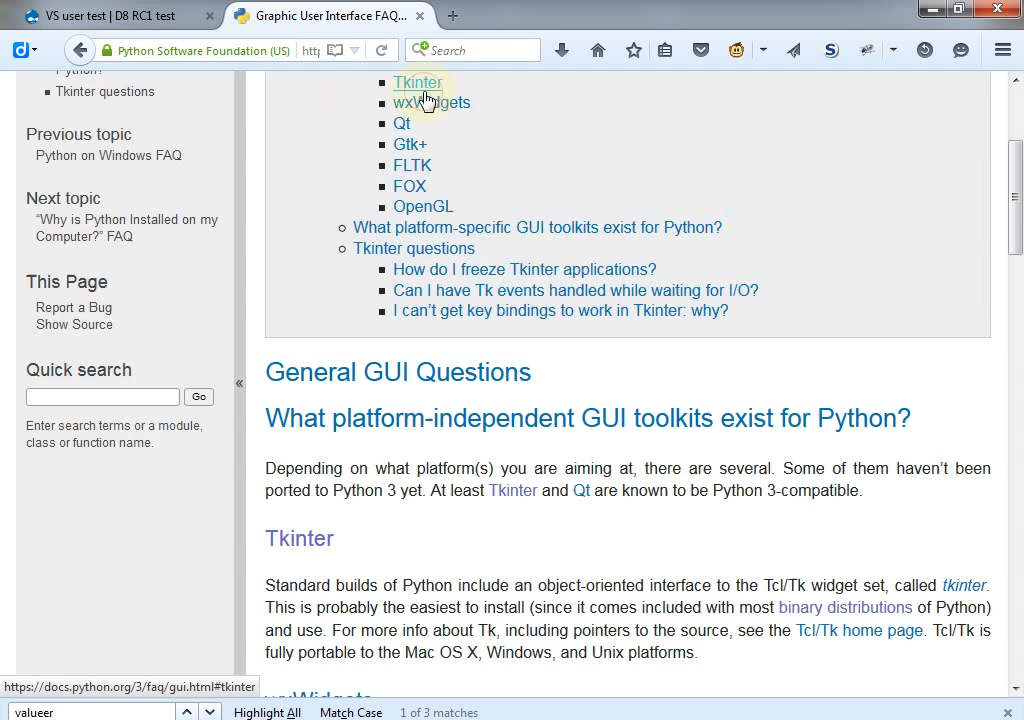 VS user test | D8 RC1 test
Graphic User Interface FAQ...
Python Software Foundation (US)
Search
Tkinter questions
Previous topic
Python on Windows FAQ
Next topic
“Why is Python Installed on my
Computer?” FAQ
This Page
Report a Bug
Show Source
Quick search
Go
Enter search terms or a module,
class or function name.
«
Tkinter
wxWidgets
Qt
Gtk+
FLTK
FOX
OpenGL
What platform-specific GUI toolkits exist for Python?
Tkinter questions
How do I freeze Tkinter applications?
Can I have Tk events handled while waiting for I/O?
I can’t get key bindings to work in Tkinter: why?
General GUI Questions
What platform-independent GUI toolkits exist for Python?
Depending on what platform(s) you are aiming at, there are several. Some of them haven’t been
ported to Python 3 yet. At least Tkinter and Qt are known to be Python 3-compatible.
Tkinter
Standard builds of Python include an object-oriented interface to the Tcl/Tk widget set, called tkinter.
This is probably the easiest to install (since it comes included with most binary distributions of Python)
and use. For more info about Tk, including pointers to the source, see the Tcl/Tk home page. Tcl/Tk is
fully portable to the Mac OS X, Windows, and Unix platforms.
wxWidgets
https://docs.python.org/3/faq/gui.html#tkinter
valueer
Highlight All
Match Case
1 of 3 matches